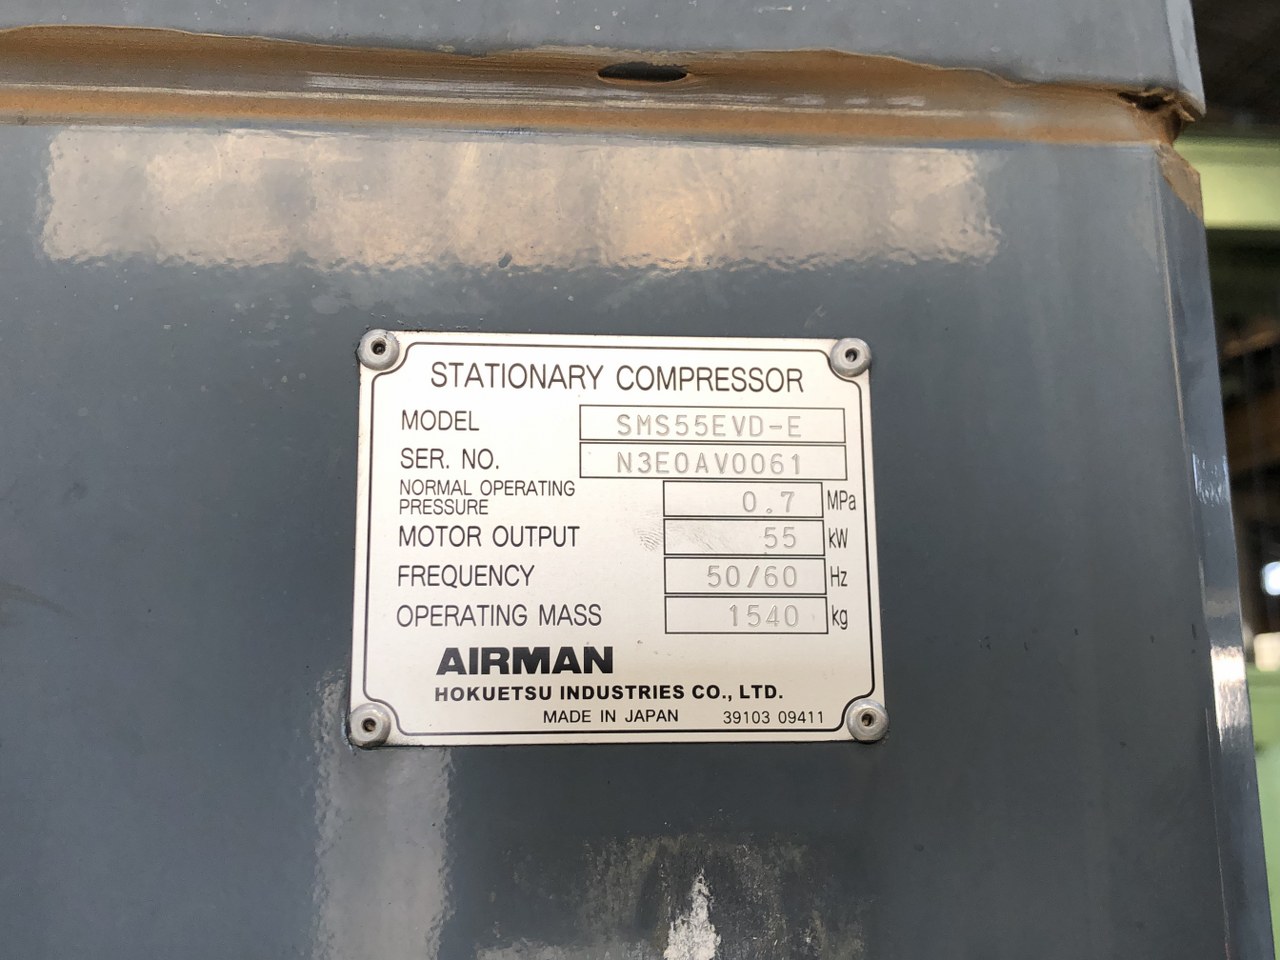 STATIONARY COMPRESSOR
MODEL SMS55EVD-E
SER. NO. N3E0AV0061
NORMAL OPERATING
PRESSURE 0.7 MPa
MOTOR OUTPUT 55 kW
FREQUENCY 50/60 Hz
OPERATING MASS 1540 kg
AIRMAN
HOKUETSU INDUSTRIES CO., LTD.
MADE IN JAPAN 39103 09411